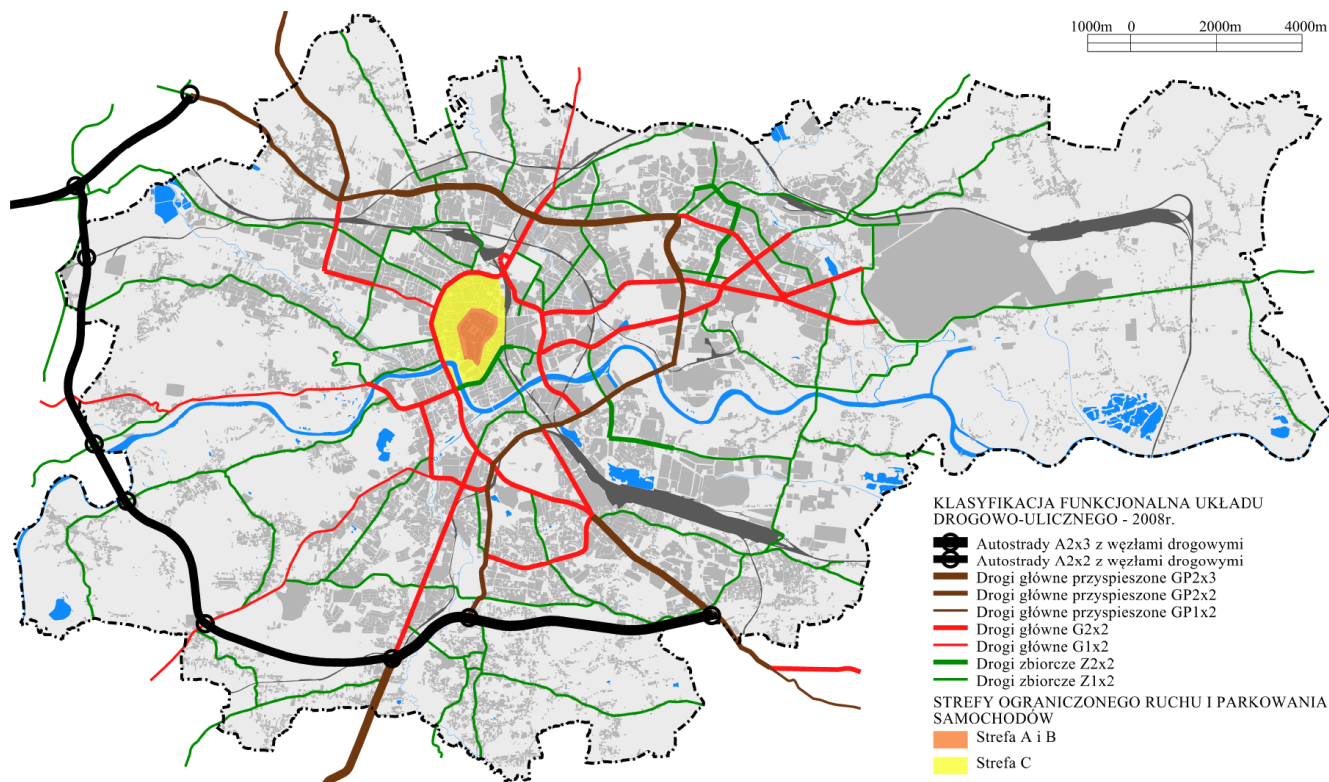 1000m 0 2000m 4000m
KLASYFIKACJA FUNKCJONALNA UKŁADU
DROGOWO-ULICZNEGO - 2008r.
Autostrady A2x3 z węzłami drogowymi
Autostrady A2x2 z węzłami drogowymi
Drogi główne przyspieszone GP2x3
Drogi główne przyspieszone GP2x2
Drogi główne przyspieszone GP1x2
Drogi główne G2x2
Drogi główne G1x2
Drogi zbiorcze Z2x2
Drogi zbiorcze Z1x2
STREFY OGRANICZONEGO RUCHU I PARKOWANIA
SAMOCHODÓW
Strefa A i B
Strefa C